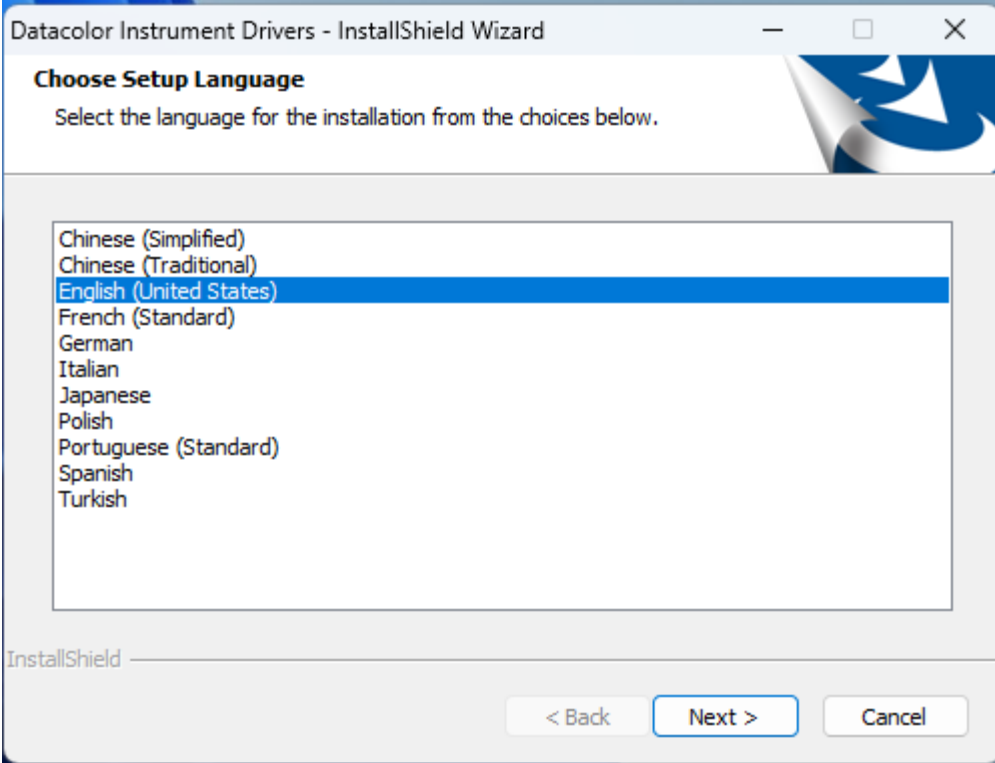 Datacolor Instrument Drivers - InstallShield Wizard
Choose Setup Language
Select the language for the installation from the choices below.
Chinese (Simplified)
Chinese (Traditional)
English (United States)
French (Standard)
German
Italian
Japanese
Polish
Portuguese (Standard)
Spanish
Turkish
InstallShield
< Back Next > Cancel